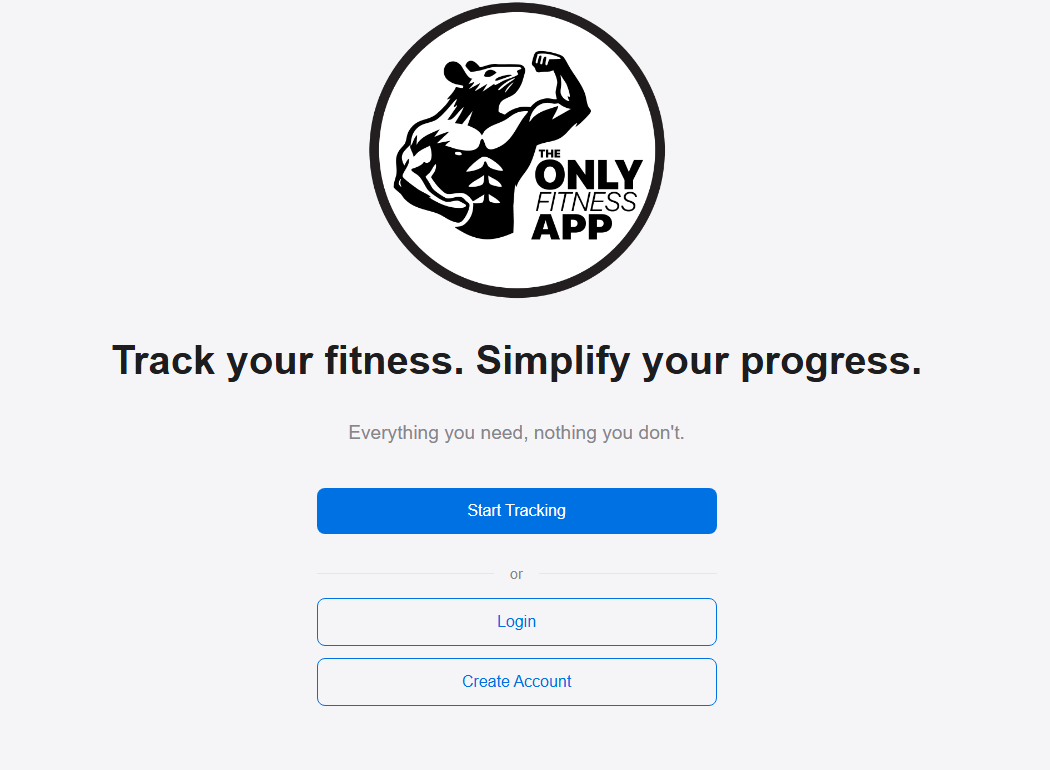 THE
ONLY
FITNESS
APP
Track your fitness. Simplify your progress.
Everything you need, nothing you don't.
Start Tracking
or
Login
Create Account